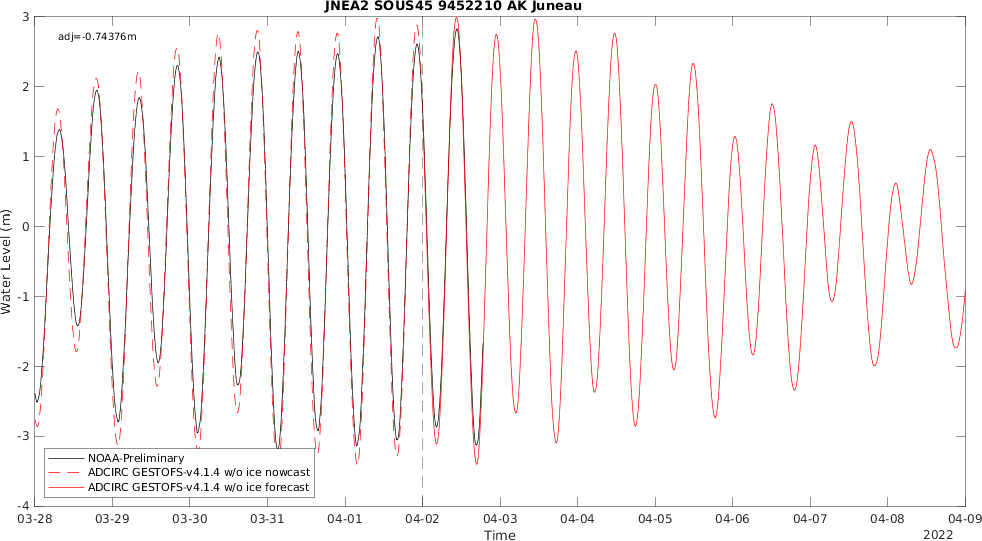 JNEA2 SOUS45 9452210 AK Juneau
adj=-0.74376m
3
2
1
0
-1
-2
-3
-4
Water Level (m)
NOAA-Preliminary
ADCIRC GESTOFS-v4.1.4 w/o ice nowcast
ADCIRC GESTOFS-v4.1.4 w/o ice forecast
03-28 03-29 03-30 03-31 04-01 04-02 04-03 04-04 04-05 04-06 04-07 04-08 04-09
Time
2022